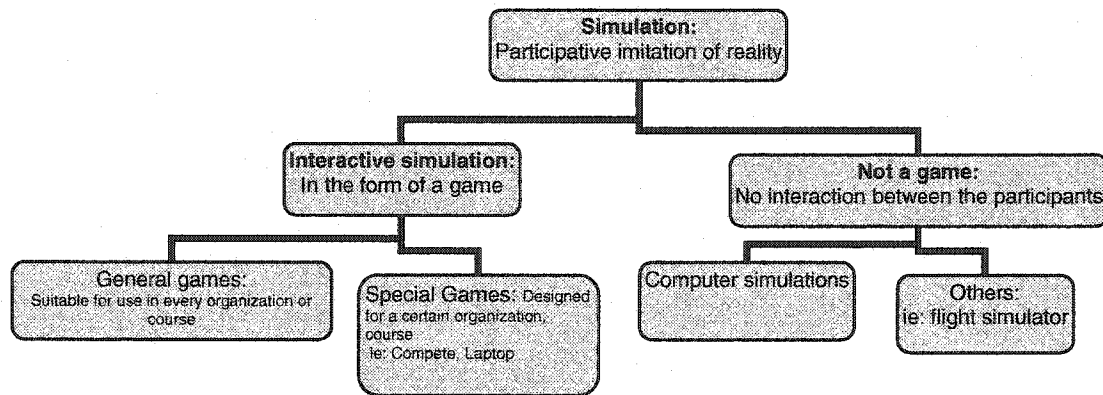 Simulation:
Participative imitation of reality
Interactive simulation:
In the form of a game
Not a game:
No interaction between the participants
General games:
Suitable for use in every organization or
course
Special Games: Designed
for a certain organization,
course
ie: Compete, Laptop
Computer simulations
Others:
ie: flight simulator